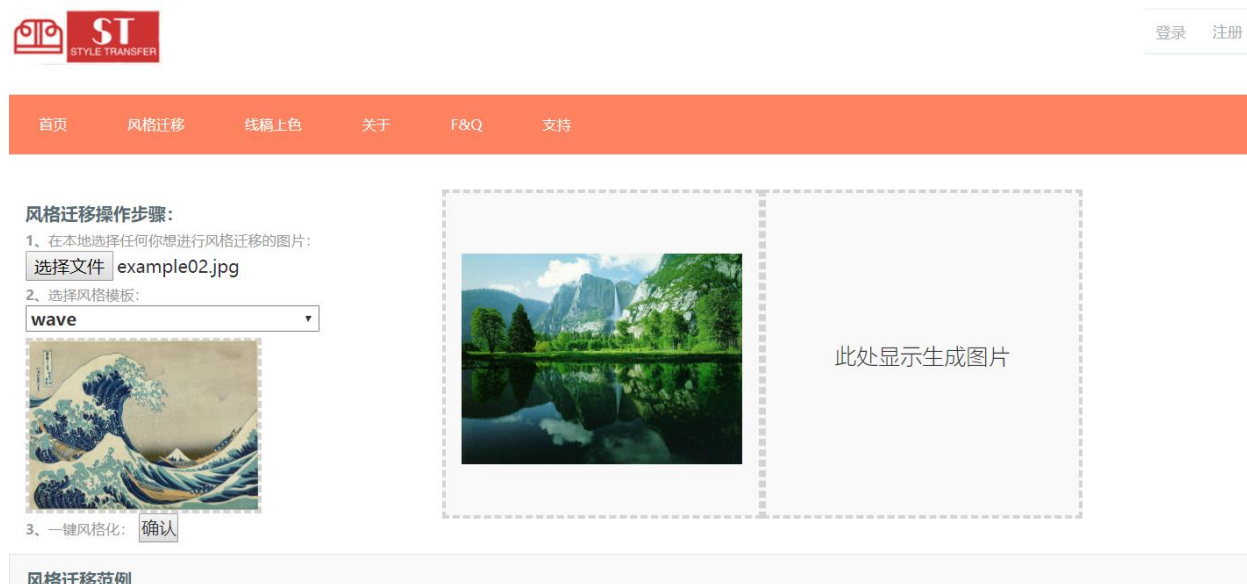 ST
STYLE TRANSFER
登录 注册
首页 风格迁移 线稿上色 关于 F&Q 支持
风格迁移操作步骤：
1、在本地选择任何你想进行风格迁移的图片：
选择文件 example02.jpg
2、选择风格模板：
wave
3、一键风格化： 确认
此处显示生成图片
风格迁移范例